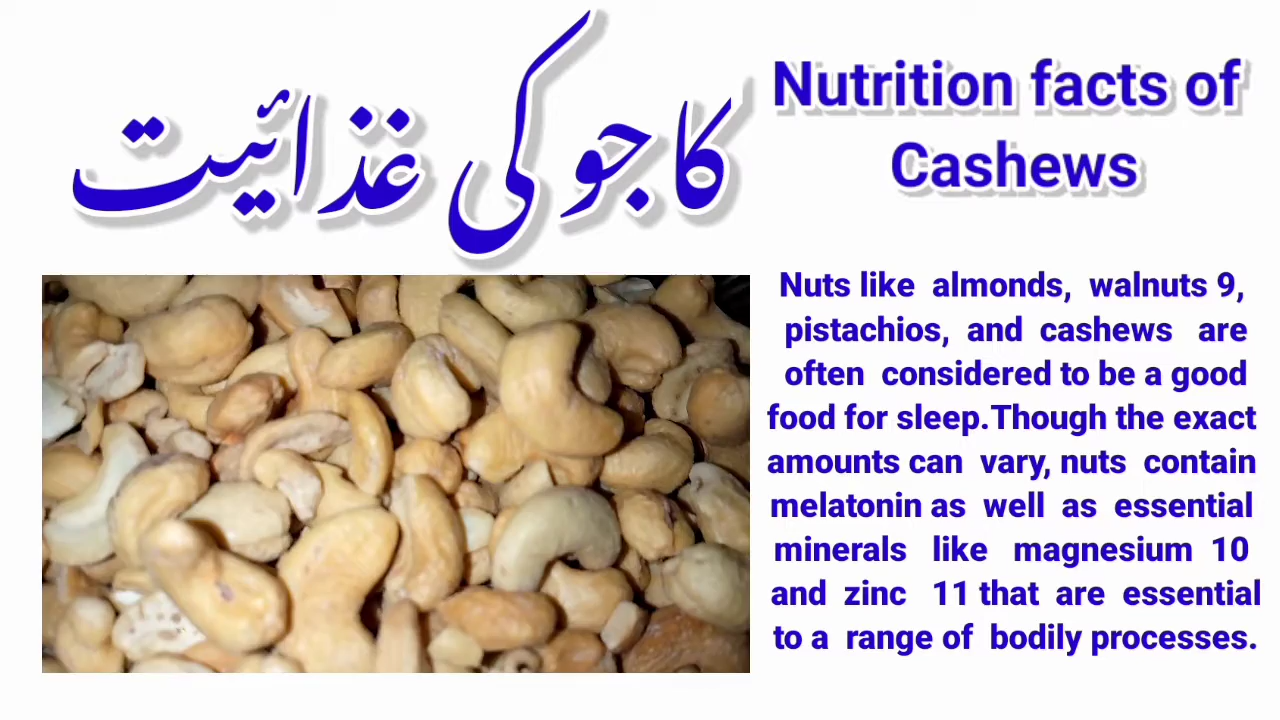 کاجو کی غذائیت
Nutrition facts of
Cashews
Nuts like almonds, walnuts 9,
pistachios, and cashews are
often considered to be a good
food for sleep.Though the exact
amounts can vary, nuts contain
melatonin as well as essential
minerals like magnesium 10
and zinc 11 that are essential
to a range of bodily processes.